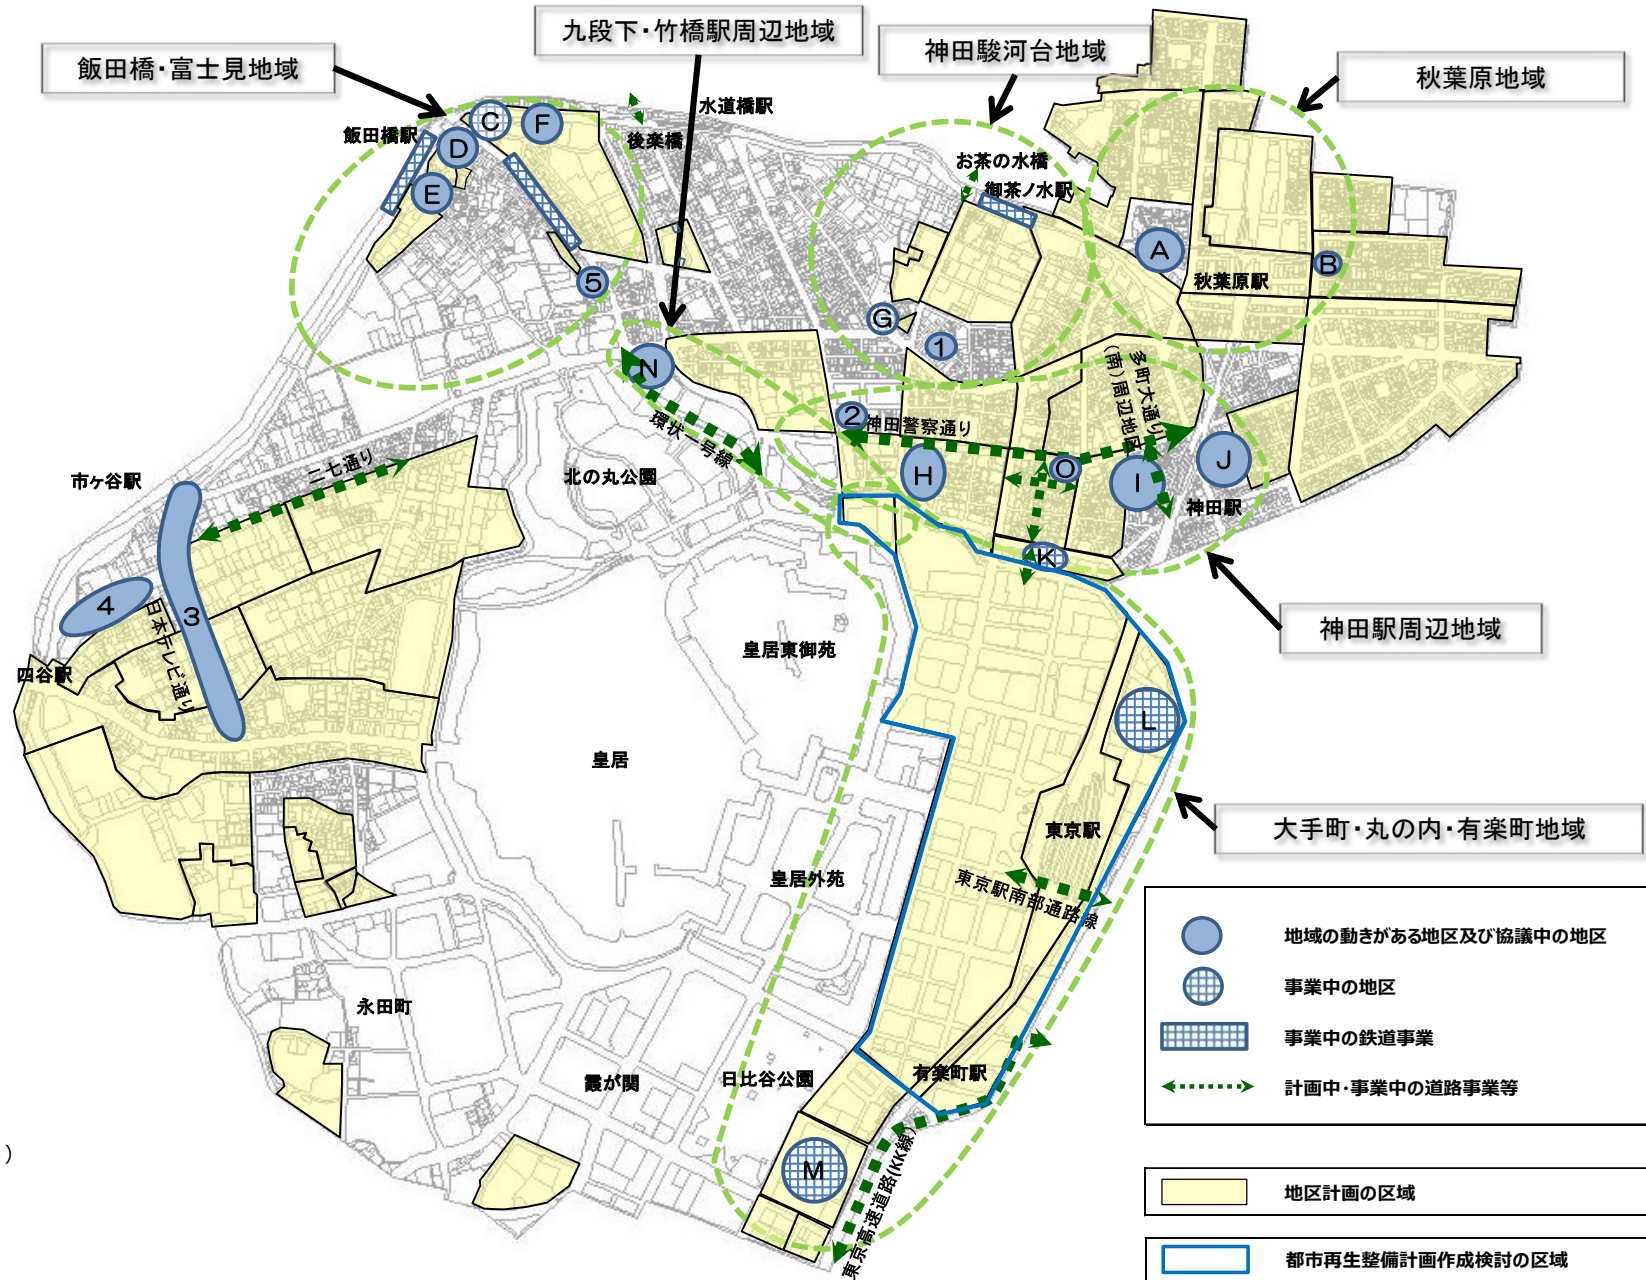 九段下・竹橋駅周辺地域
神田駿河台地域
飯田橋・富士見地域
秋葉原地域
水道橋駅
飯田橋駅
後楽橋
C
F
D
E
お茶の水橋
御茶ノ水駅
A
B
秋葉原駅
5
G
1
N
環状一号線
2
神田警察通り
多町大通り
(南)周辺地区
H
O
I
J
神田駅
K
市ヶ谷駅
二七通り
北の丸公園
4
3
日本テレビ通り
四谷駅
皇居東御苑
神田駅周辺地域
皇居
L
東京駅
大手町・丸の内・有楽町地域
皇居外苑
東京駅南部通路線
永田町
霞が関
日比谷公園
有楽町駅
M
東京高速道路(KK線)
)
地域の動きがある地区及び協議中の地区
事業中の地区
事業中の鉄道事業
計画中・事業中の道路事業等
地区計画の区域
都市再生整備計画作成検討の区域